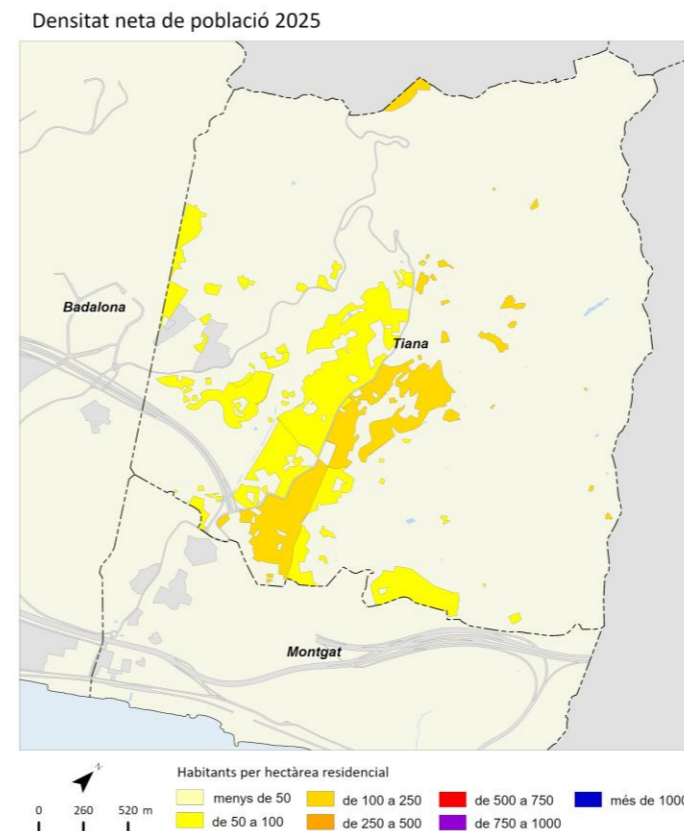 Densitat neta de població 2025
Badalona
Tiana
Montgat
N
Habitants per hectàrea residencial
menys de 50
de 100 a 250
de 500 a 750
més de 1000
de 50 a 100
de 250 a 500
de 750 a 1000
0 260 520 m